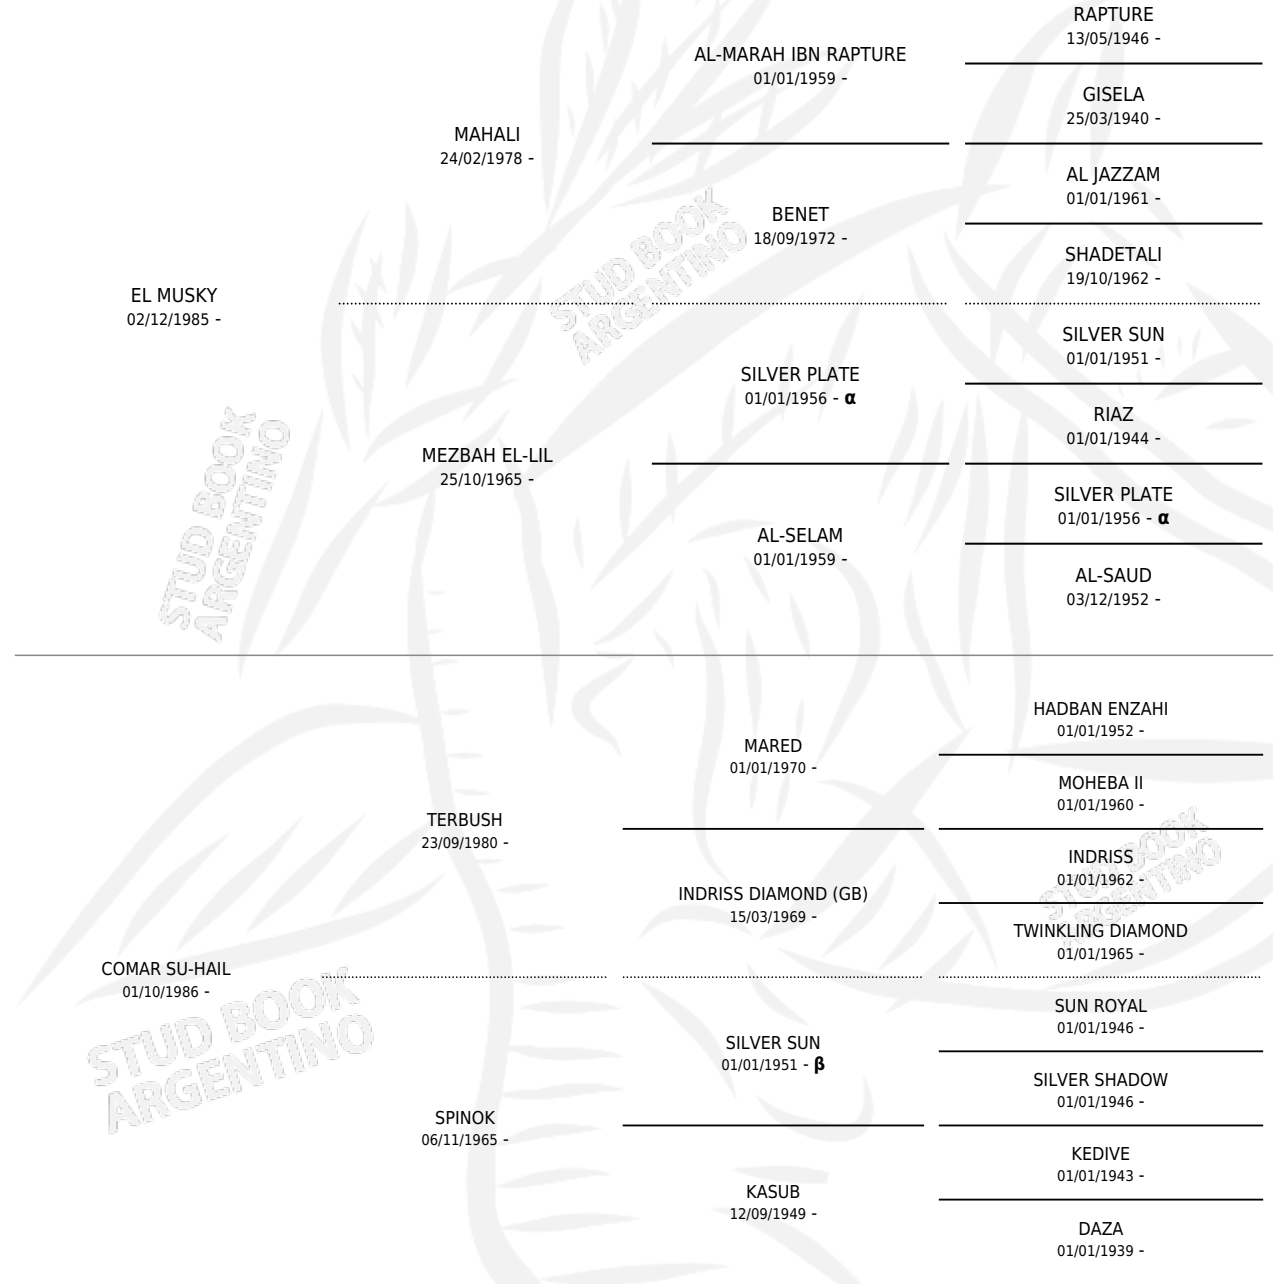 RAPTURE
13/05/1946 -
AL-MARAH IBN RAPTURE
01/01/1959 -
GISELA
25/03/1940 -
MAHALI
24/02/1978 -
AL JAZZAM
01/01/1961 -
BENET
18/09/1972 -
SHADETALI
19/10/1962 -
EL MUSKY
02/12/1985 -
SILVER SUN
01/01/1951 -
SILVER PLATE
01/01/1956 - α
RIAZ
01/01/1944 -
MEZBAH EL-LIL
25/10/1965 -
SILVER PLATE
01/01/1956 - α
AL-SELAM
01/01/1959 -
AL-SAUD
03/12/1952 -
STUD BOOK
ARGENTINO
STUD BOOK
ARGENTINO
HADBAN ENZAHI
01/01/1952 -
MARED
01/01/1970 -
MOHEBA II
01/01/1960 -
TERBUSH
23/09/1980 -
INDRISS
01/01/1962 -
INDRISS DIAMOND (GB)
15/03/1969 -
TWINKLING DIAMOND
01/01/1965 -
COMAR SU-HAIL
01/10/1986 -
SUN ROYAL
01/01/1946 -
SILVER SUN
01/01/1951 - β
SILVER SHADOW
01/01/1946 -
SPINOK
06/11/1965 -
KEDIVE
01/01/1943 -
KASUB
12/09/1949 -
DAZA
01/01/1939 -
STUD BOOK
ARGENTINO
STUD BOOK
ARGENTINO